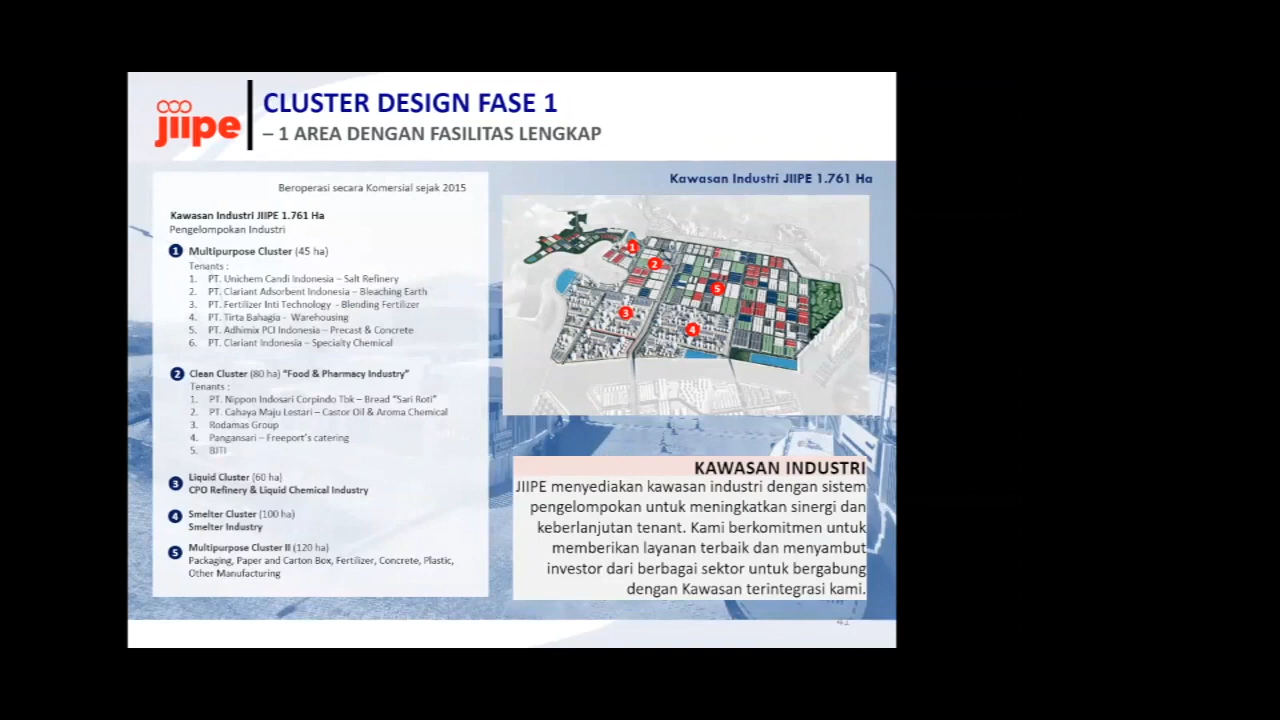 jiipe
CLUSTER DESIGN FASE 1
– 1 AREA DENGAN FASILITAS LENGKAP
Beroperasi secara Komersial sejak 2015
Kawasan Industri JIIPE 1.761 Ha
Pengelompokan Industri
1 Multipurpose Cluster (45 ha)
Tenants :
1. PT. Unichem Candi Indonesia – Salt Refinery
2. PT. Clariant Adsorbent Indonesia – Bleaching Earth
3. PT. Fertilizer Inti Technology - Blending Fertilizer
4. PT. Tirta Bahagia - Warehousing
5. PT. Adhimix PCI Indonesia – Precast & Concrete
6. PT. Clariant Indonesia – Specialty Chemical
2 Clean Cluster (80 ha) "Food & Pharmacy Industry"
Tenants :
1. PT. Nippon Indosari Corpindo Tbk – Bread "Sari Roti"
2. PT. Cahaya Maju Lestari – Castor Oil & Aroma Chemical
3. Rodamas Group
4. Pangansari – Freeport's catering
5. BJTI
3 Liquid Cluster (60 ha)
CPO Refinery & Liquid Chemical Industry
4 Smelter Cluster (100 ha)
Smelter Industry
5 Multipurpose Cluster II (120 ha)
Packaging, Paper and Carton Box, Fertilizer, Concrete, Plastic,
Other Manufacturing
Kawasan Industri JIIPE 1.761 Ha
1
2
5
3
4
KAWASAN INDUSTRI
JIIPE menyediakan kawasan industri dengan sistem
pengelompokan untuk meningkatkan sinergi dan
keberlanjutan tenant. Kami berkomitmen untuk
memberikan layanan terbaik dan menyambut
investor dari berbagai sektor untuk bergabung
dengan Kawasan terintegrasi kami.
41